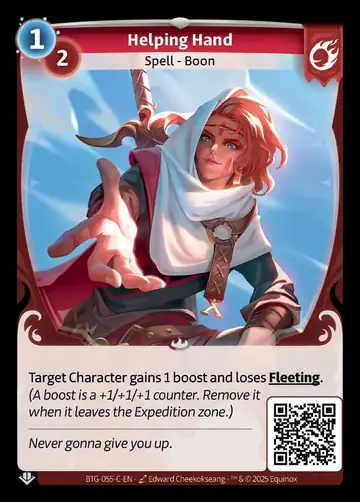 1
Helping Hand
2
Spell - Boon
Target Character gains 1 boost and loses Fleeting.
(A boost is a +1/+1/+1 counter. Remove it
when it leaves the Expedition zone.)
Never gonna give you up.
BTG-055-C-EN - Edward Cheekokseang - ™ & © 2025 Equinox